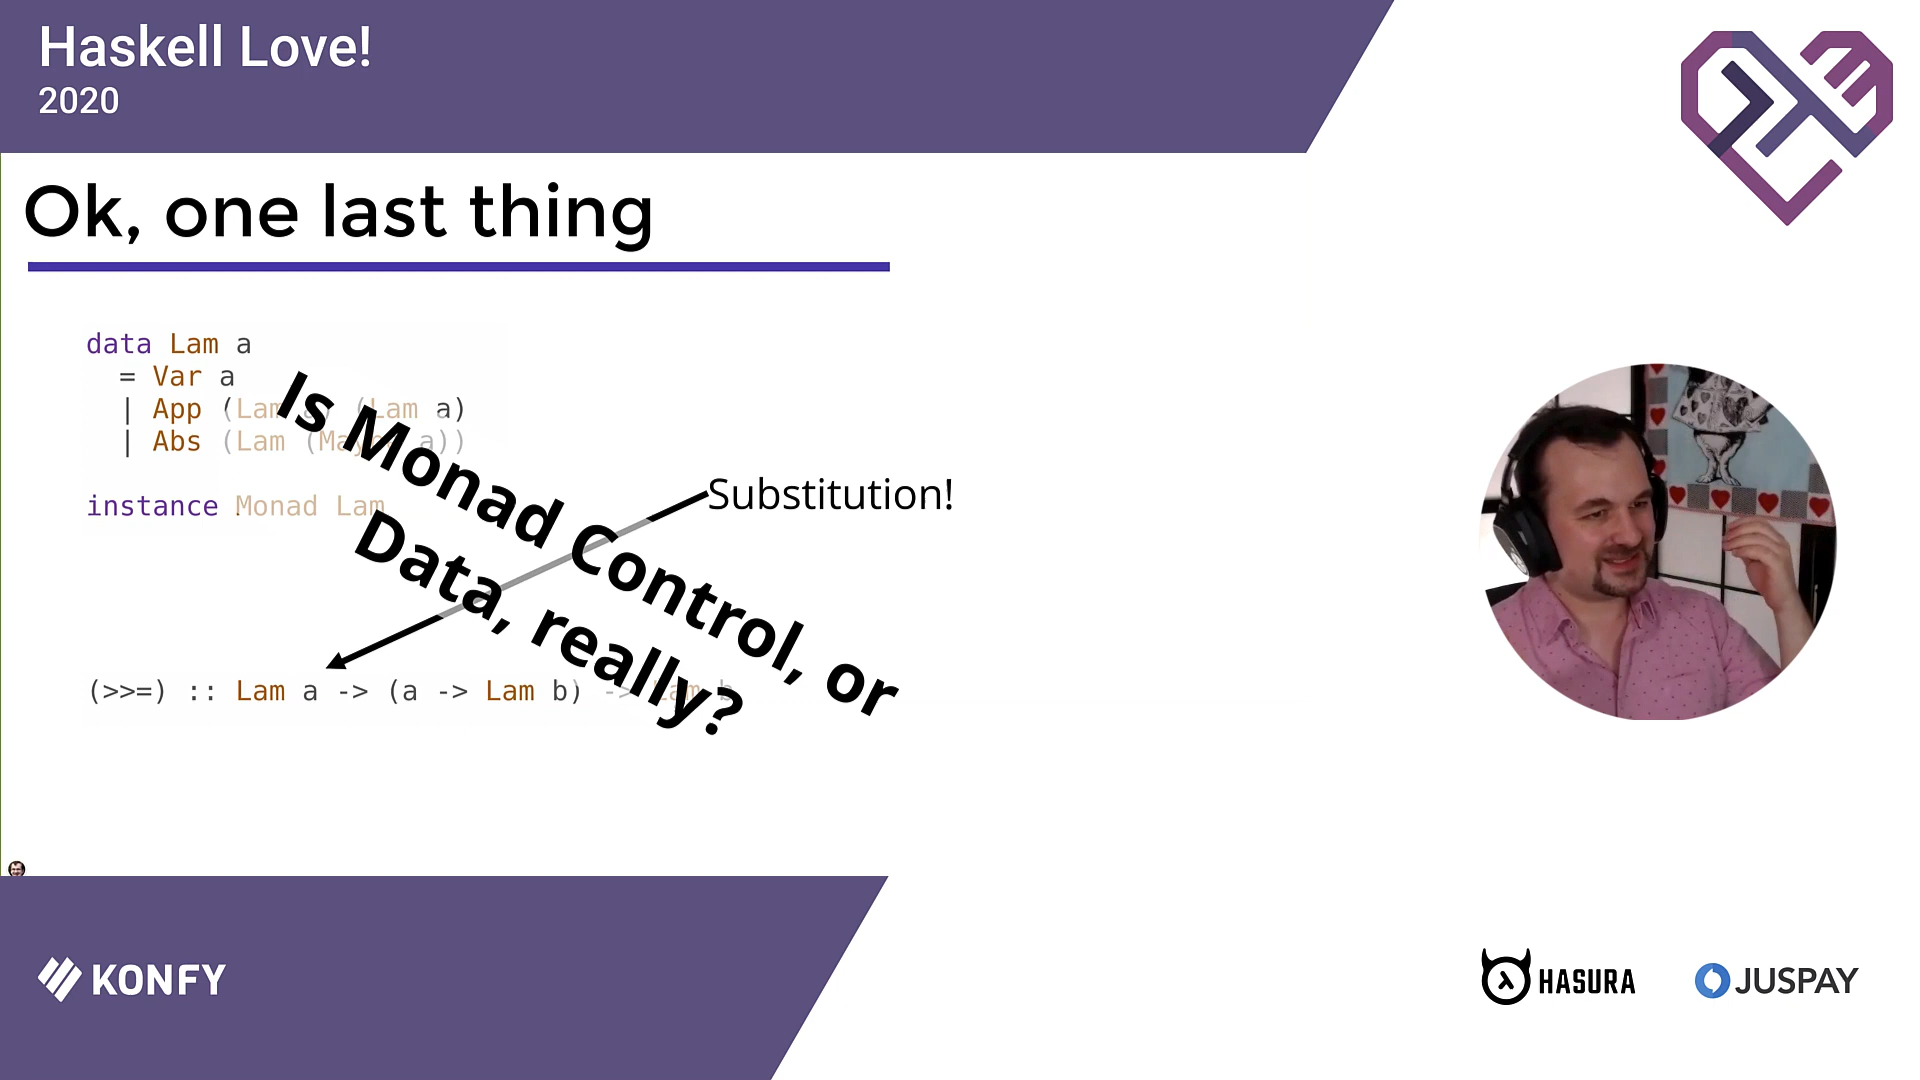 Haskell Love!
2020
Ok, one last thing
data Lam a
= Var a
| App (Lam a) (Lam a)
| Abs (Lam (Maybe a))
instance Monad Lam
Is Monad Control, or
Data, really?
Substitution!
(>>=) :: Lam a -> (a -> Lam b) -> Lam b
KONFY
HASURA
JUSPAY